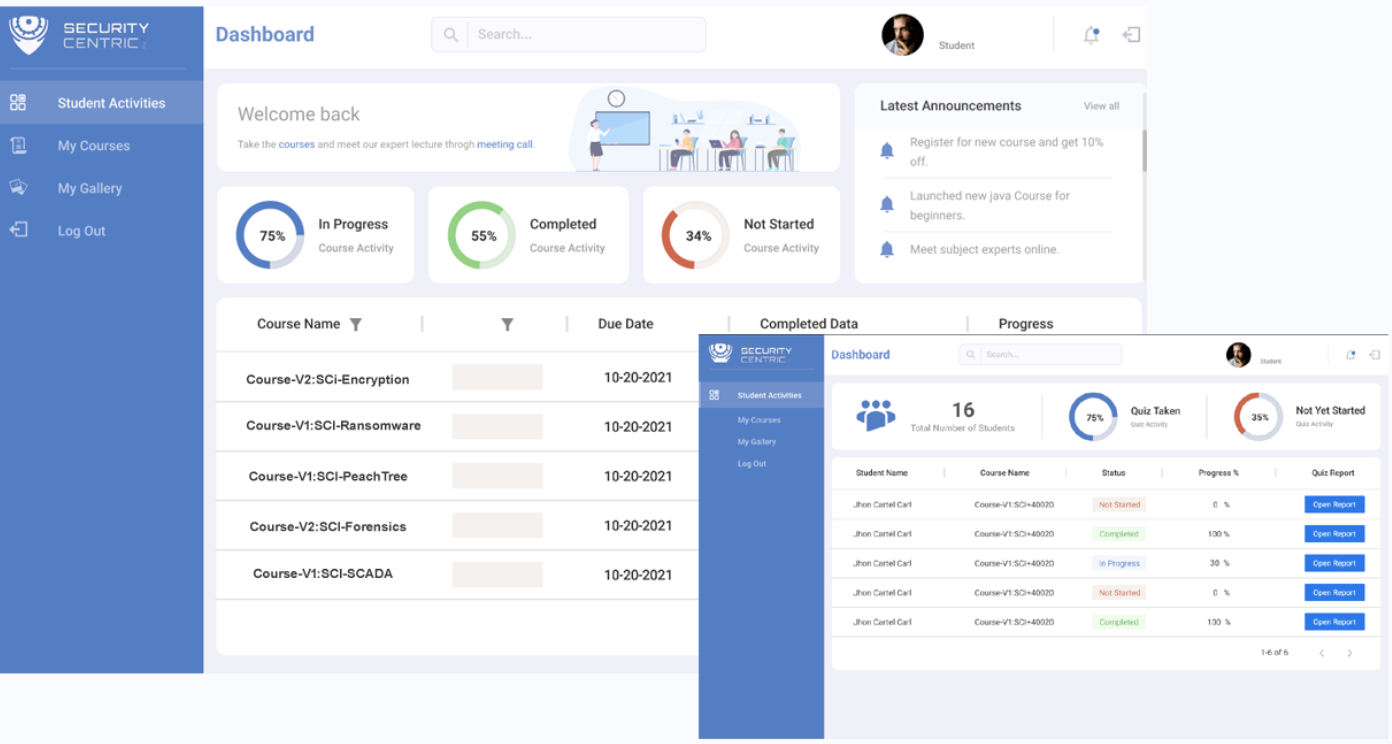 SECURITY
CENTRIC
Dashboard
Search...
Student
Student Activities
My Courses
My Gallery
Log Out
Welcome back
Take the courses and meet our expert lecture throgh meeting call.
Latest Announcements
View all
Register for new course and get 10%
off.
Launched new java Course for
beginners.
Meet subject experts online.
75%
In Progress
Course Activity
55%
Completed
Course Activity
34%
Not Started
Course Activity
Course Name
Due Date
Completed Data
Progress
Course-V2:SCi-Encryption
10-20-2021
Course-V1:SCI-Ransomware
10-20-2021
Course-V1:SCI-PeachTree
10-20-2021
Course-V2:SCI-Forensics
10-20-2021
Course-V1:SCI-SCADA
10-20-2021
SECURITY
CENTRIC
Dashboard
Search...
Student
Student Activities
My Courses
My Gallery
Log Out
16
Total Number of Students
75%
Quiz Taken
Quiz Activity
35%
Not Yet Started
Quiz Activity
Student Name Course Name Status Progress % Quiz Report
Jhon Cartel Carl Course-V1:SCI+40020 Not Started 0 % Open Report
Jhon Cartel Carl Course-V1:SCI+40020 Completed 100 % Open Report
Jhon Cartel Carl Course-V1:SCI+40020 In Progress 30 % Open Report
Jhon Cartel Carl Course-V1:SCI+40020 Not Started 0 % Open Report
Jhon Cartel Carl Course-V1:SCI+40020 Completed 100 % Open Report
1-6 of 6